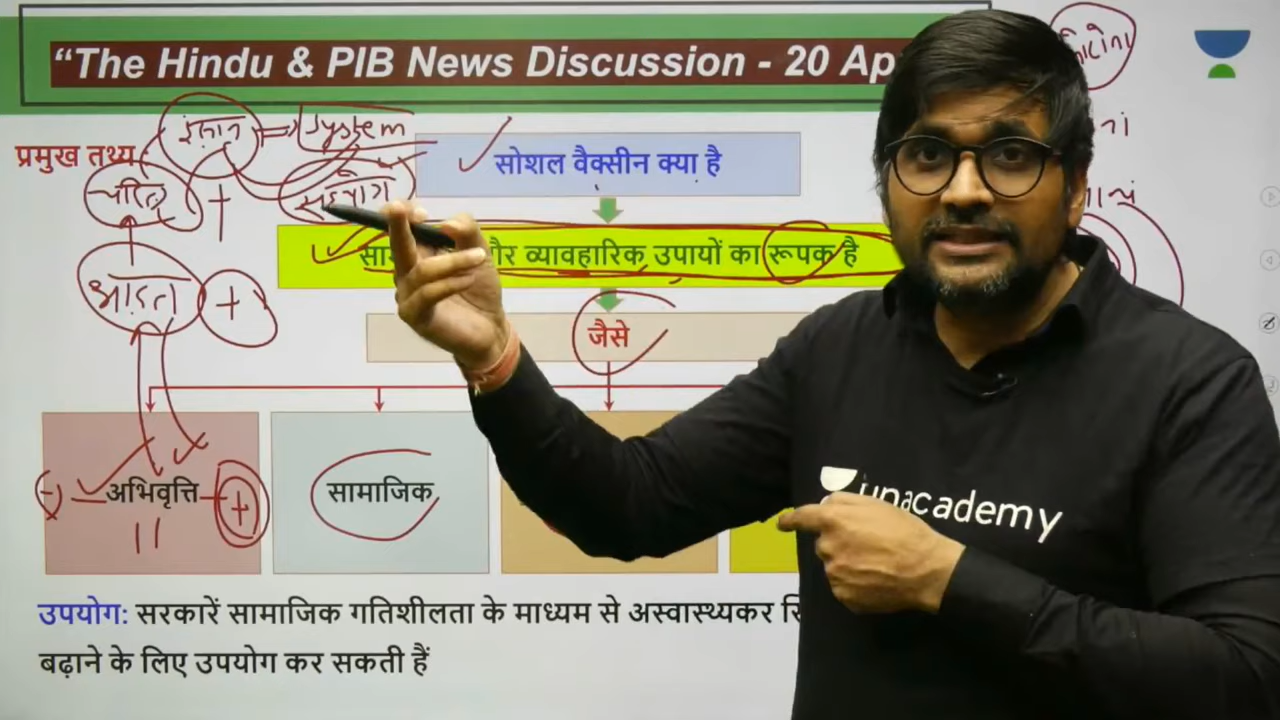 “The Hindu & PIB News Discussion - 20 Ap
इंसान => System
प्रमुख तथ्य
सोशल वैक्सीन क्या है
चरित्र + सहयोग
सा और व्यावहारिक उपायों का रूपक है
आदत +
जैसे
- अभिवृत्ति +
सामाजिक
unacademy
उपयोग: सरकारें सामाजिक गतिशीलता के माध्यम से अस्वास्थ्यकर
बढ़ाने के लिए उपयोग कर सकती हैं